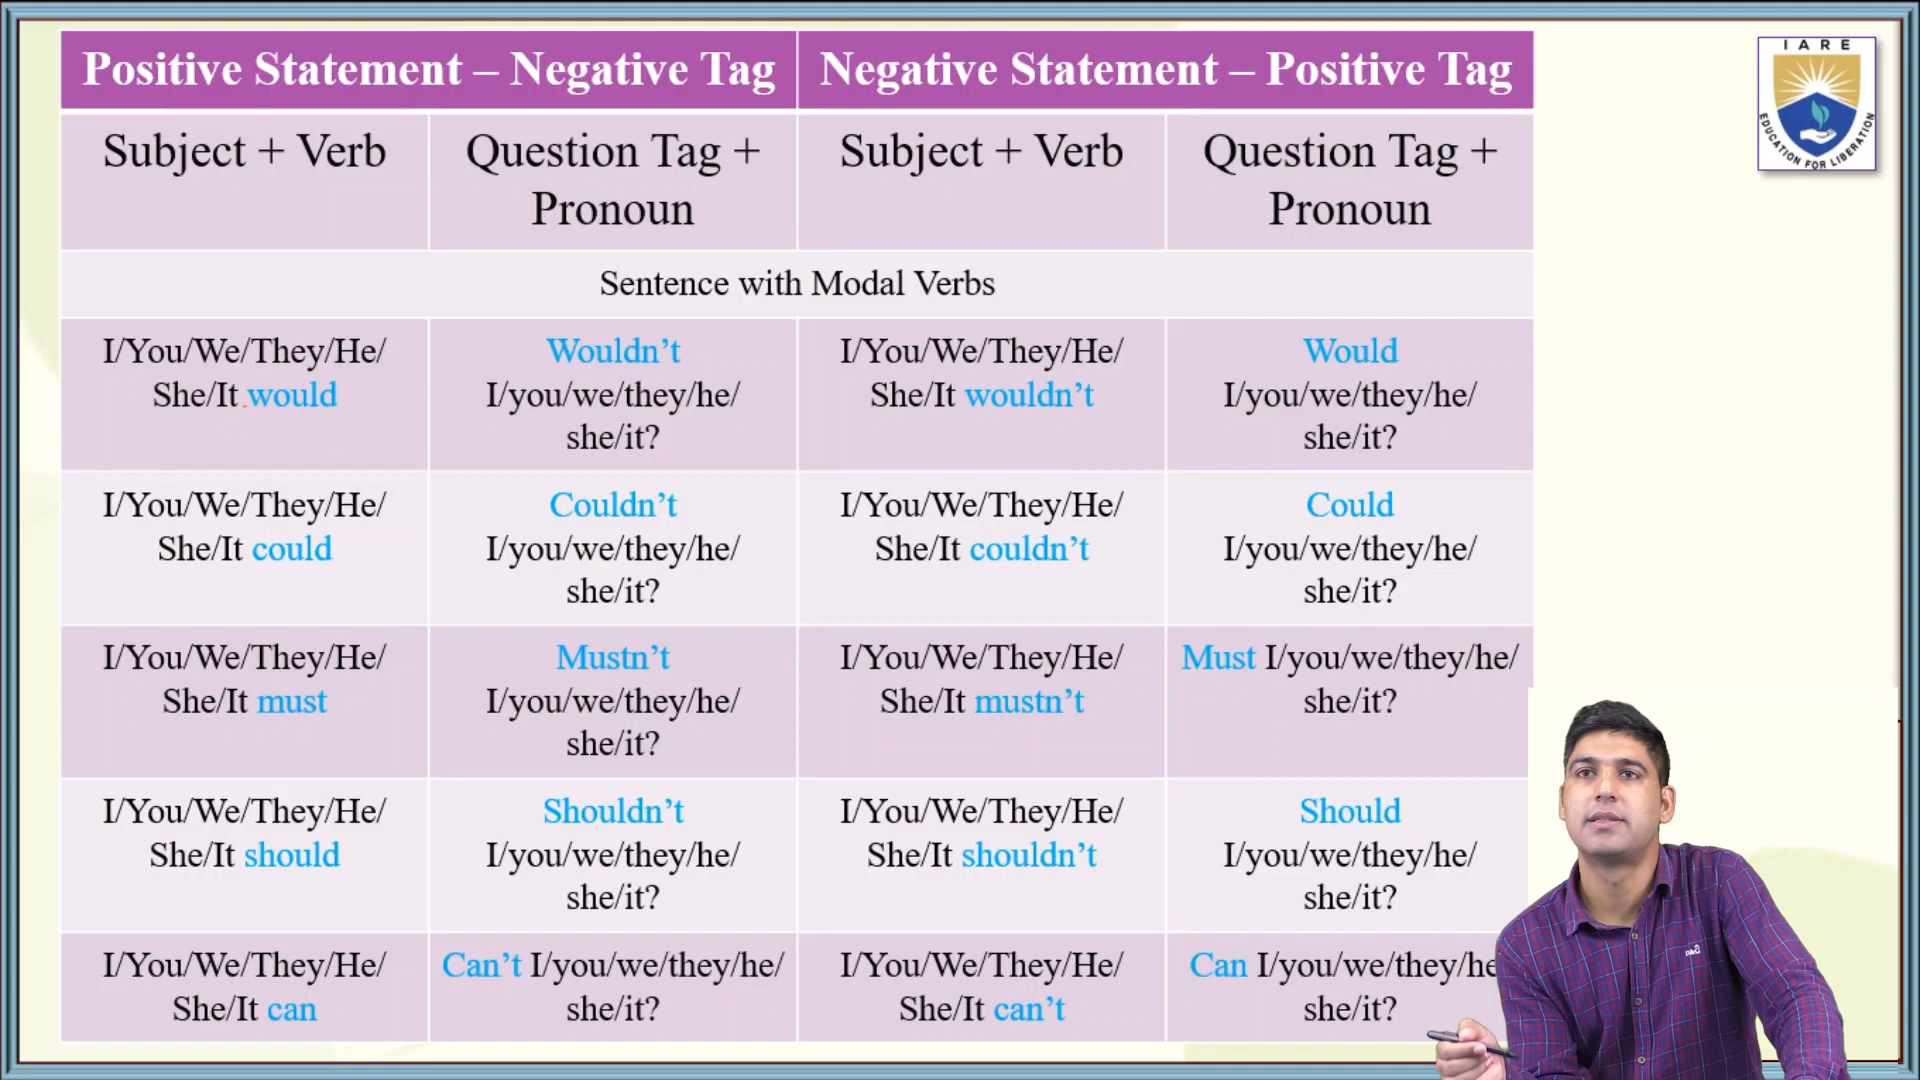 Positive Statement – Negative Tag
Negative Statement – Positive Tag
Subject + Verb
Question Tag +
Pronoun
Subject + Verb
Question Tag +
Pronoun
Sentence with Modal Verbs
I/You/We/They/He/
She/It would
Wouldn’t
I/you/we/they/he/
she/it?
I/You/We/They/He/
She/It wouldn’t
Would
I/you/we/they/he/
she/it?
I/You/We/They/He/
She/It could
Couldn’t
I/you/we/they/he/
she/it?
I/You/We/They/He/
She/It couldn’t
Could
I/you/we/they/he/
she/it?
I/You/We/They/He/
She/It must
Mustn’t
I/you/we/they/he/
she/it?
I/You/We/They/He/
She/It mustn’t
Must I/you/we/they/he/
she/it?
I/You/We/They/He/
She/It should
Shouldn’t
I/you/we/they/he/
she/it?
I/You/We/They/He/
She/It shouldn’t
Should
I/you/we/they/he/
she/it?
I/You/We/They/He/
She/It can
Can’t I/you/we/they/he/
she/it?
I/You/We/They/He/
She/It can’t
Can I/you/we/they/he
she/it?
IARE
EDUCATION FOR LIBERATION